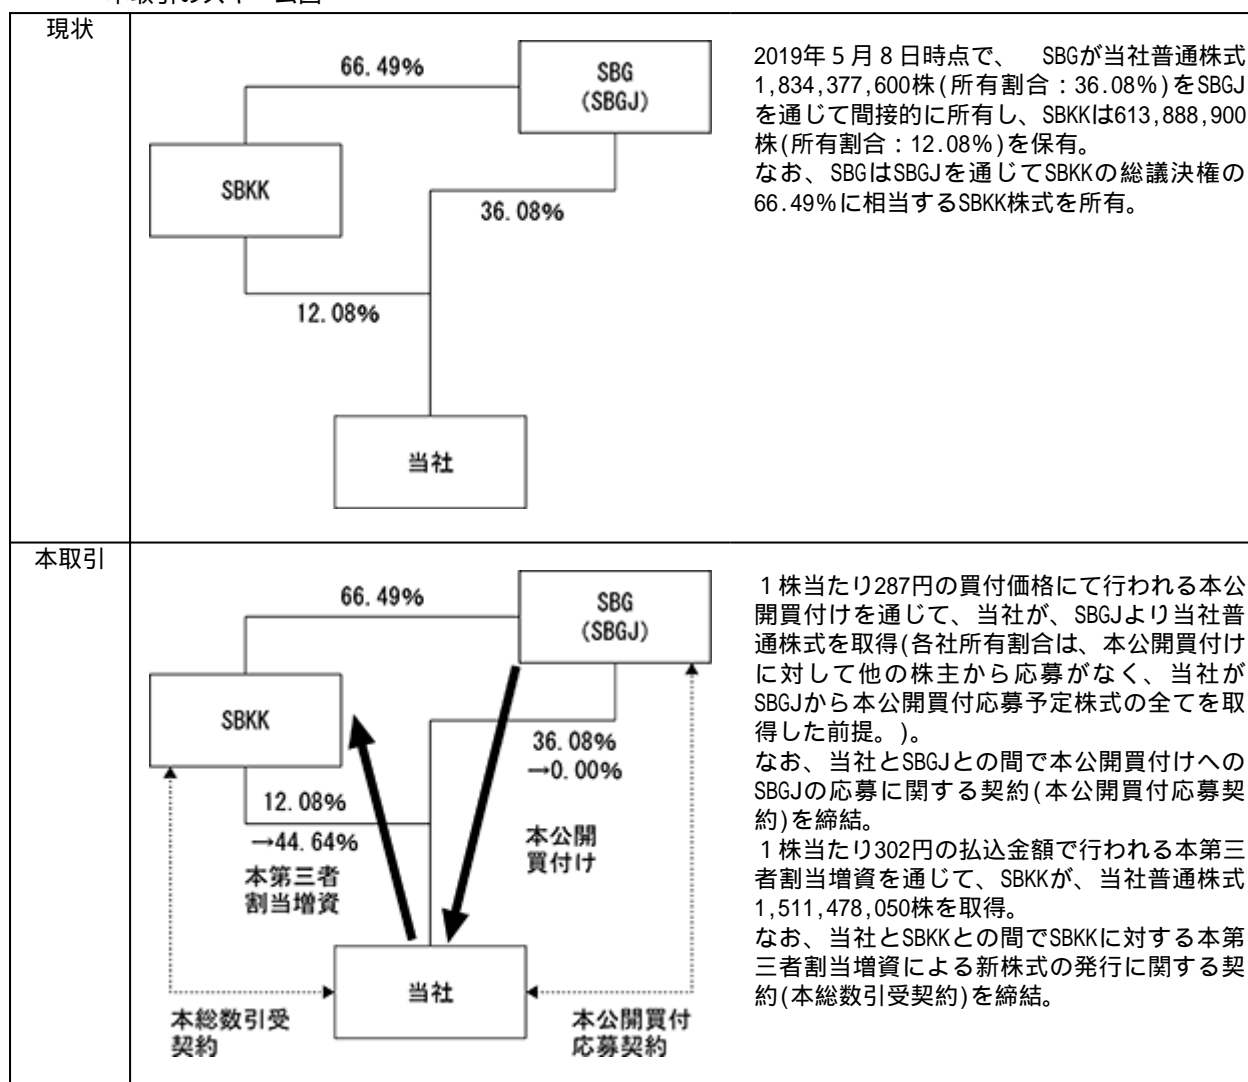 現状
66.49%
SBG
(SBGJ)
SBKK
36.08%
12.08%
当社
2019年5月8日時点で、　SBGが当社普通株式
1,834,377,600株(所有割合：36.08％)をSBGJ
を通じて間接的に所有し、SBKKは613,888,900
株(所有割合：12.08％)を保有。
なお、SBGはSBGJを通じてSBKKの総議決権の
66.49％に相当するSBKK株式を所有。
本取引
66.49%
SBG
(SBGJ)
SBKK
36.08%
→0.00%
12.08%
→44.64%
本公開
買付け
本第三者
割当増資
当社
本総数引受
契約
本公開買付
応募契約
１株当たり287円の買付価格にて行われる本公
開買付けを通じて、当社が、SBGJより当社普
通株式を取得(各社所有割合は、本公開買付け
に対して他の株主から応募がなく、当社が
SBGJから本公開買付応募予定株式の全てを取
得した前提。)。
なお、当社とSBGJとの間で本公開買付けへの
SBGJの応募に関する契約(本公開買付応募契
約)を締結。
１株当たり302円の払込金額で行われる本第三
者割当増資を通じて、SBKKが、当社普通株式
1,511,478,050株を取得。
なお、当社とSBKKとの間でSBKKに対する本第
三者割当増資による新株式の発行に関する契
約(本総数引受契約)を締結。